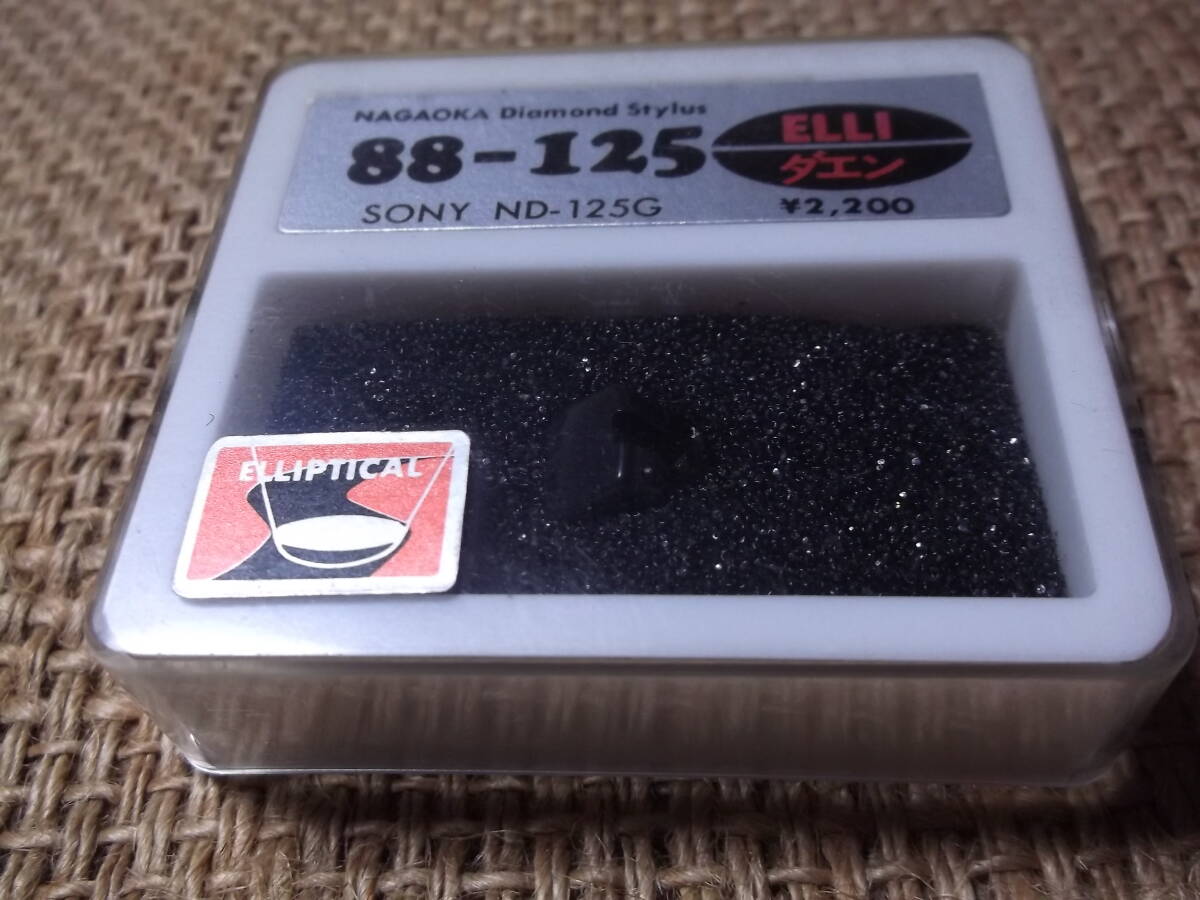 NAGAOKA Diamond Stylus
88-125
SONY ND-125G
ELLI
ダエン
¥2,200
ELLIPTICAL